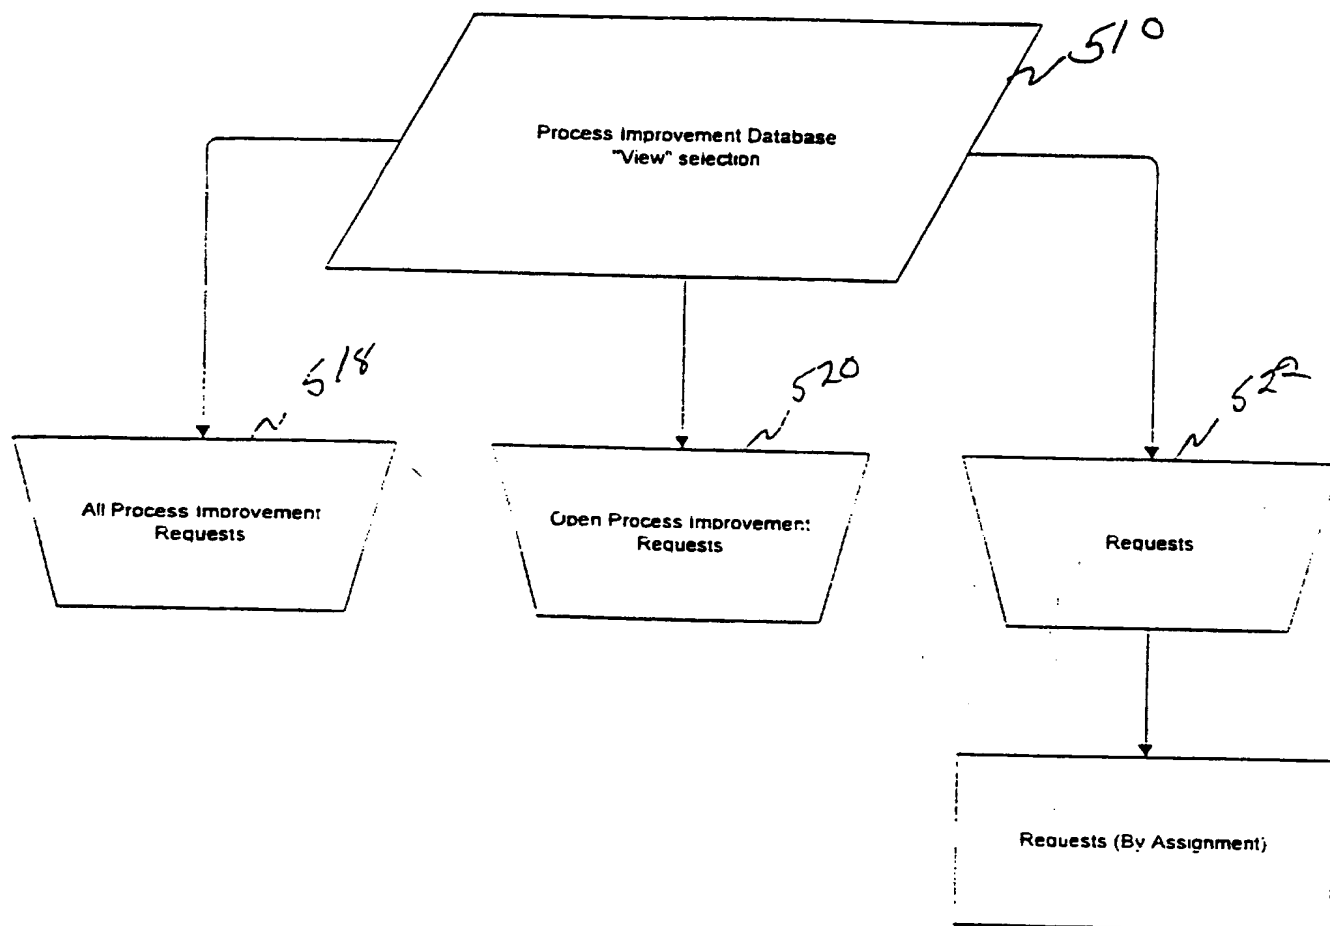 510
Process Improvement Database
"View" selection
518
520
522
All Process Improvement
Requests
Open Process Improvement
Requests
Requests
Requests (By Assignment)